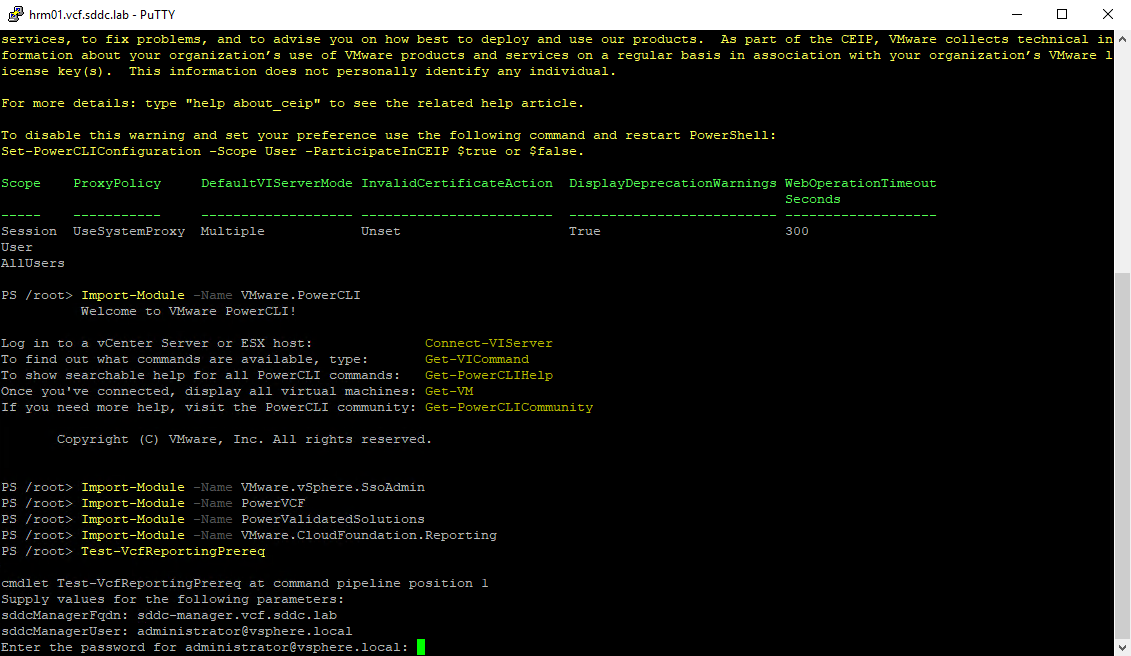 hrm01.vcf.sddc.lab - PuTTY
services, to fix problems, and to advise you on how best to deploy and use our products.  As part of the CEIP, VMware collects technical in
formation about your organization’s use of VMware products and services on a regular basis in association with your organization’s VMware l
icense key(s).  This information does not personally identify any individual.
For more details: type "help about_ceip" to see the related help article.
To disable this warning and set your preference use the following command and restart PowerShell:
Set-PowerCLIConfiguration -Scope User -ParticipateInCEIP $true or $false.
Scope    ProxyPolicy     DefaultVIServerMode InvalidCertificateAction  DisplayDeprecationWarnings WebOperationTimeout
Seconds
-----    -----------     ------------------- ------------------------  -------------------------- -------------------
Session  UseSystemProxy  Multiple            Unset                     True                       300
User
AllUsers
PS /root> Import-Module -Name VMware.PowerCLI
Welcome to VMware PowerCLI!
Log in to a vCenter Server or ESX host:              Connect-VIServer
To find out what commands are available, type:       Get-VICommand
To show searchable help for all PowerCLI commands:   Get-PowerCLIHelp
Once you've connected, display all virtual machines: Get-VM
If you need more help, visit the PowerCLI community: Get-PowerCLICommunity
Copyright (C) VMware, Inc. All rights reserved.
PS /root> Import-Module -Name VMware.vSphere.SsoAdmin
PS /root> Import-Module -Name PowerVCF
PS /root> Import-Module -Name PowerValidatedSolutions
PS /root> Import-Module -Name VMware.CloudFoundation.Reporting
PS /root> Test-VcfReportingPrereq
cmdlet Test-VcfReportingPrereq at command pipeline position 1
Supply values for the following parameters:
sddcManagerFqdn: sddc-manager.vcf.sddc.lab
sddcManagerUser: administrator@vsphere.local
Enter the password for administrator@vsphere.local: